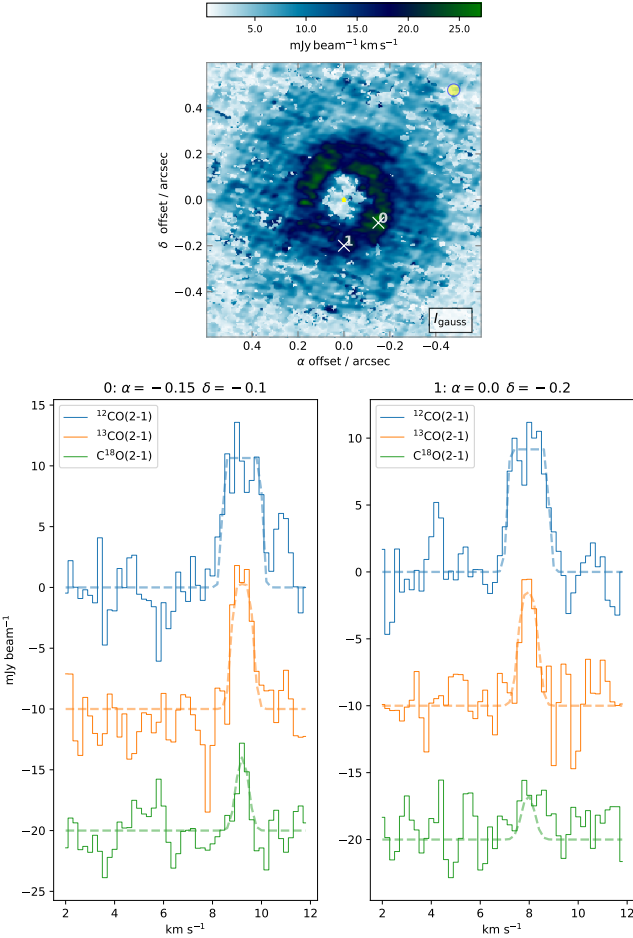 5.0 10.0 15.0 20.0 25.0
mJy beam⁻¹ km s⁻¹
0.4
0.2
0.0
−0.2
−0.4
δ offset / arcsec
0
1
I_gauss
0.4 0.2 0.0 −0.2 −0.4
α offset / arcsec
0: α = −0.15 δ = −0.1
¹²CO(2-1)
¹³CO(2-1)
C¹⁸O(2-1)
15
10
5
0
−5
−10
−15
−20
−25
mJy beam⁻¹
2 4 6 8 10 12
km s⁻¹
1: α = 0.0 δ = −0.2
¹²CO(2-1)
¹³CO(2-1)
C¹⁸O(2-1)
10
5
0
−5
−10
−15
−20
2 4 6 8 10 12
km s⁻¹